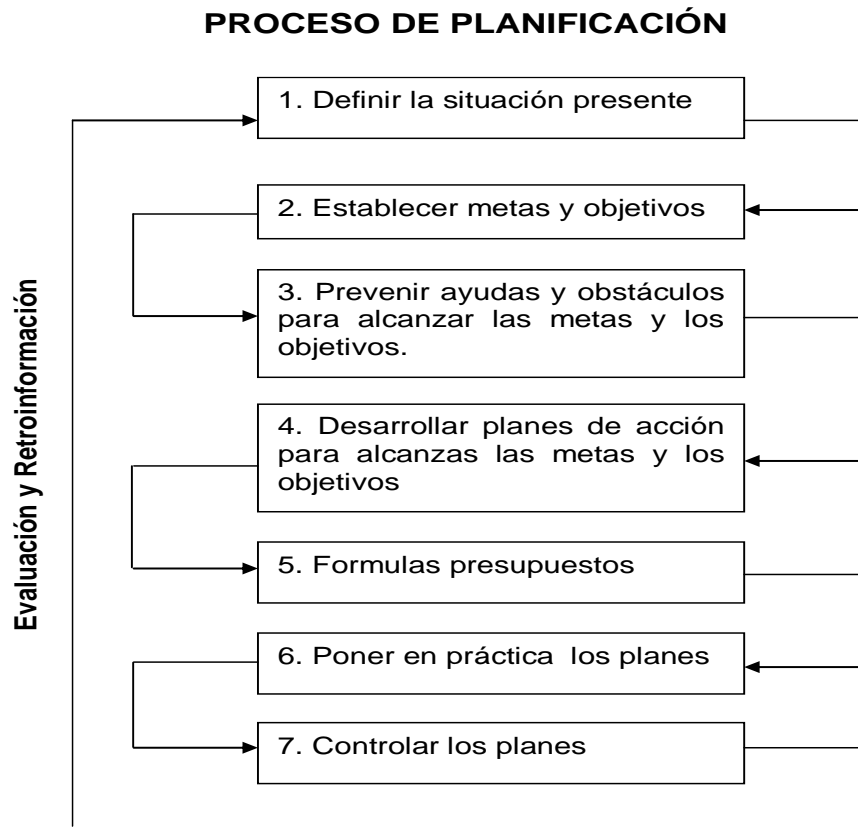 PROCESO DE PLANIFICACIÓN
1. Definir la situación presente
2. Establecer metas y objetivos
3. Prevenir ayudas y obstáculos
para alcanzar las metas y los
objetivos.
4. Desarrollar planes de acción
para alcanzas las metas y los
objetivos
5. Formulas presupuestos
6. Poner en práctica los planes
7. Controlar los planes
Evaluación y Retroinformación